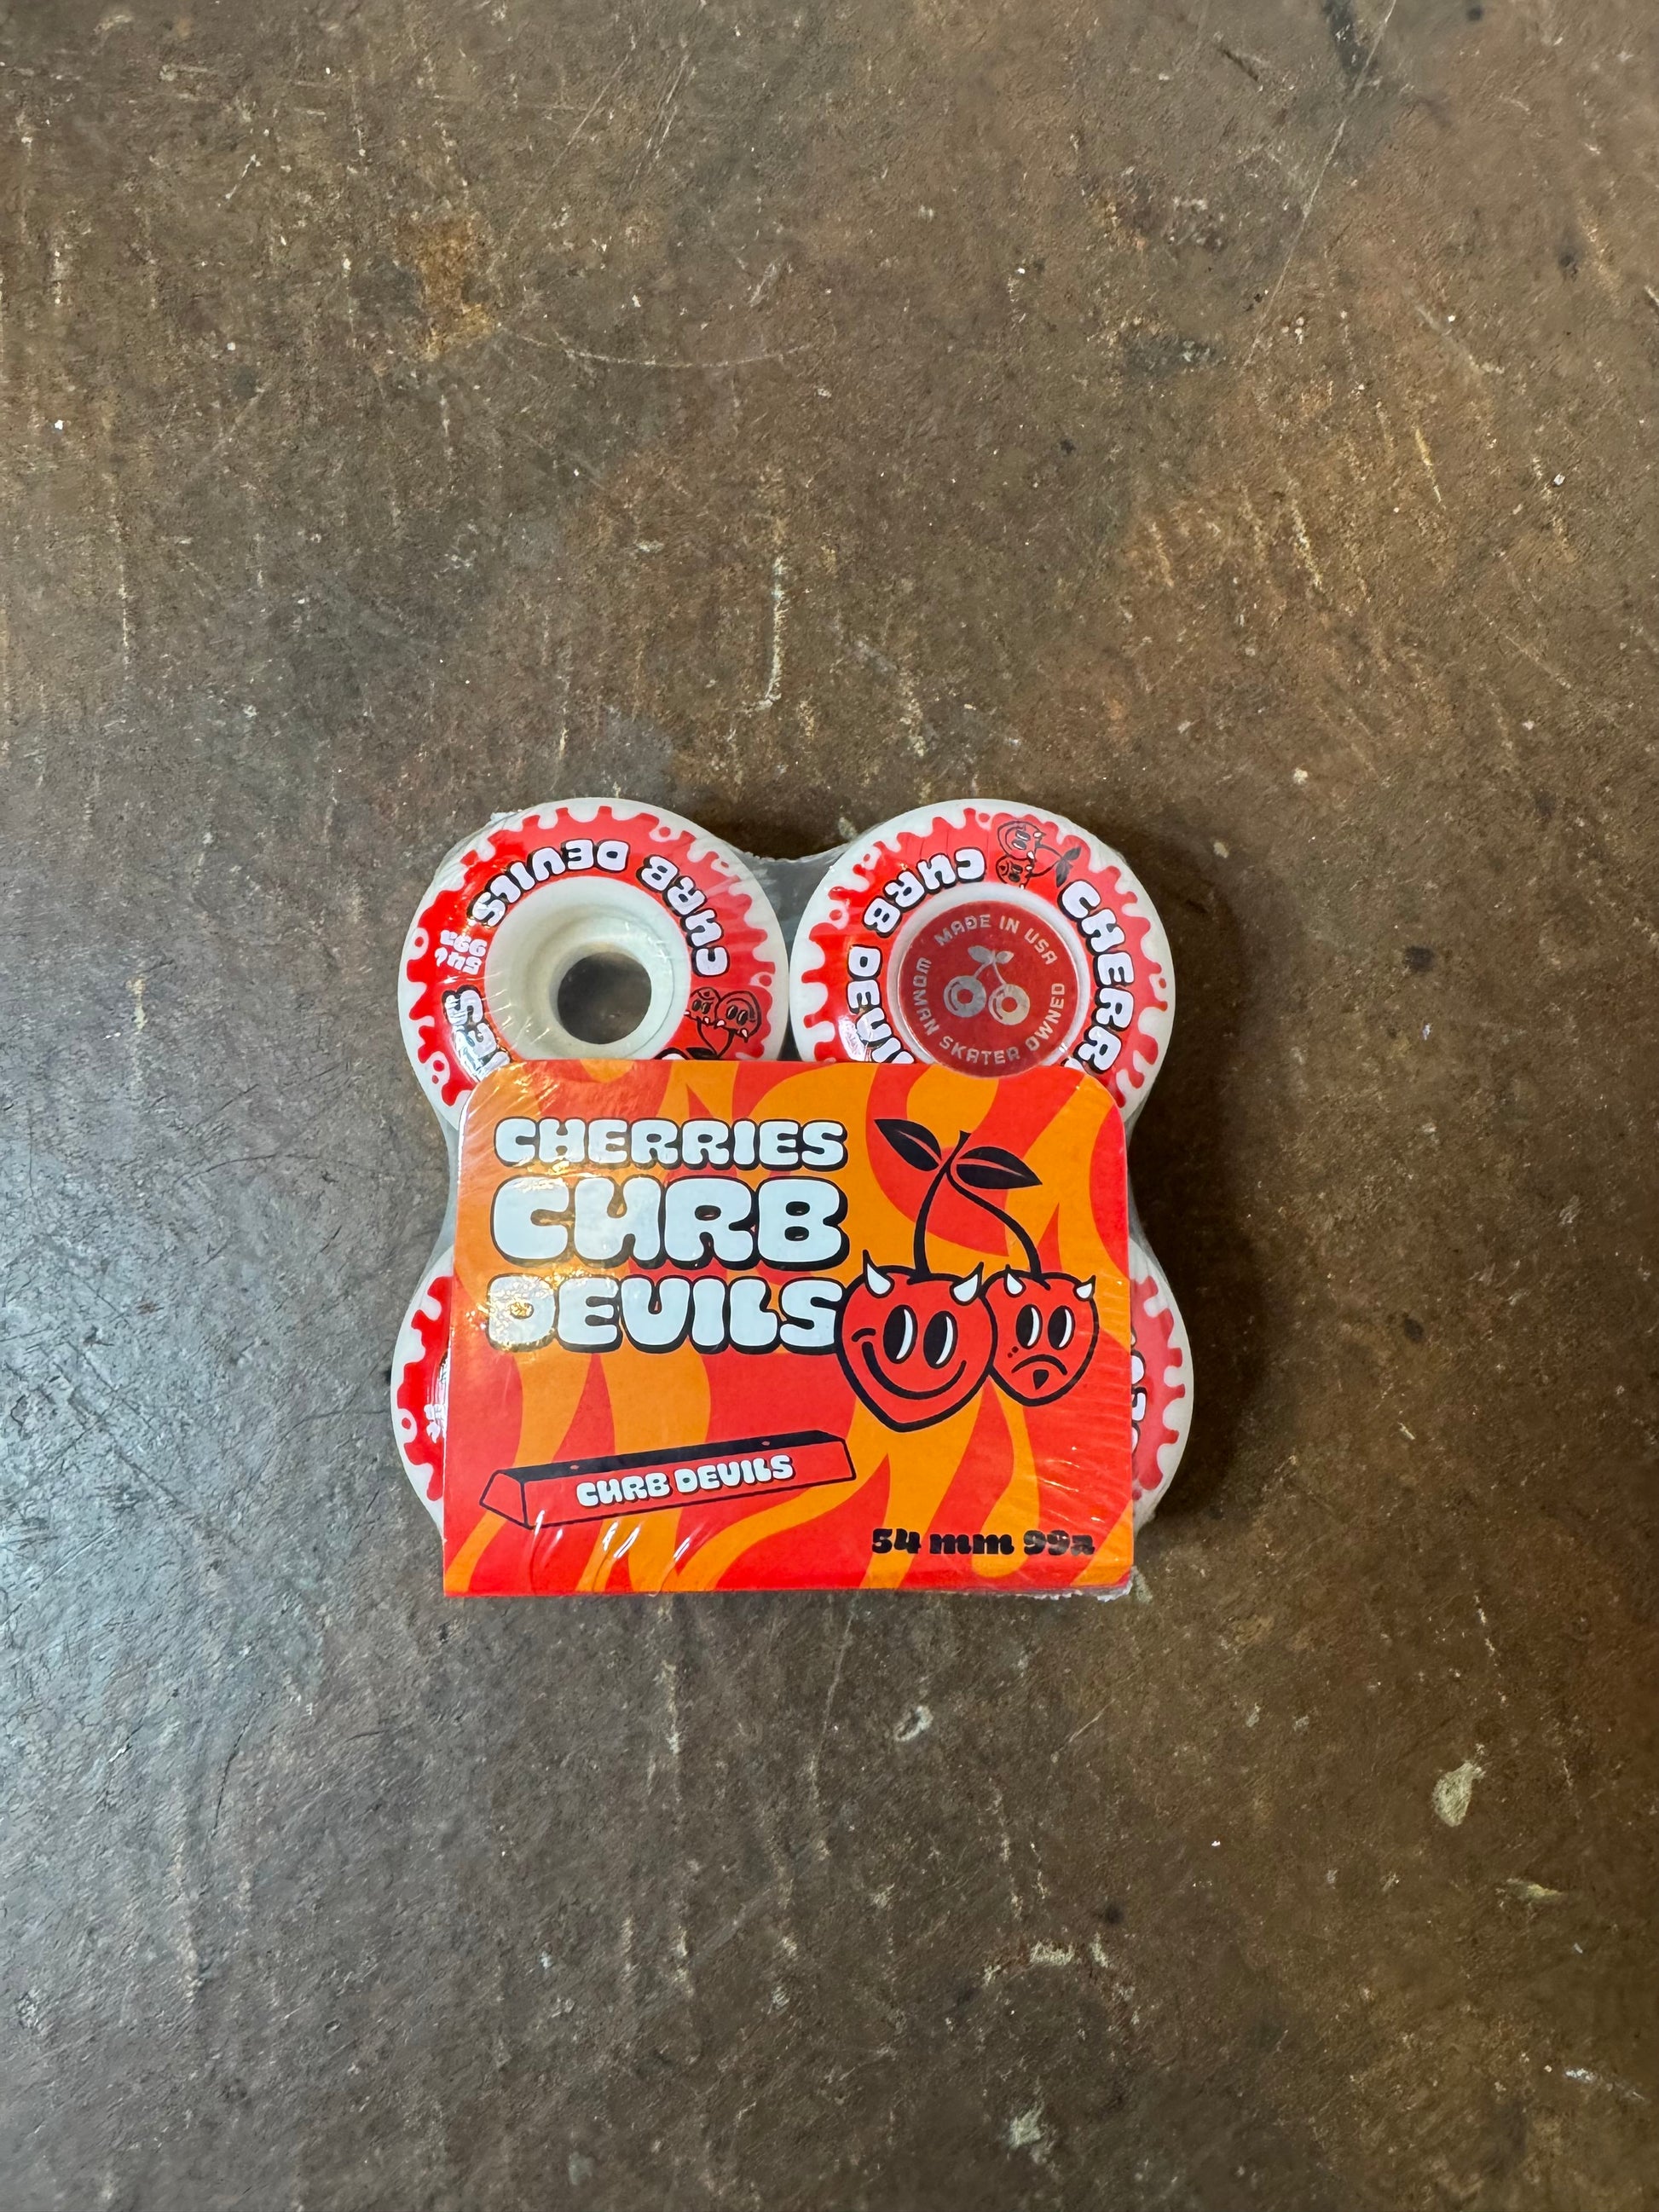 CURB DEVILS
54 99a
CURB DEVI
CHERR
MADE IN USA
WOMAN SKATER OWNED
CHERRIES
CURB
DEVILS
CURB DEVILS
54 mm 99a